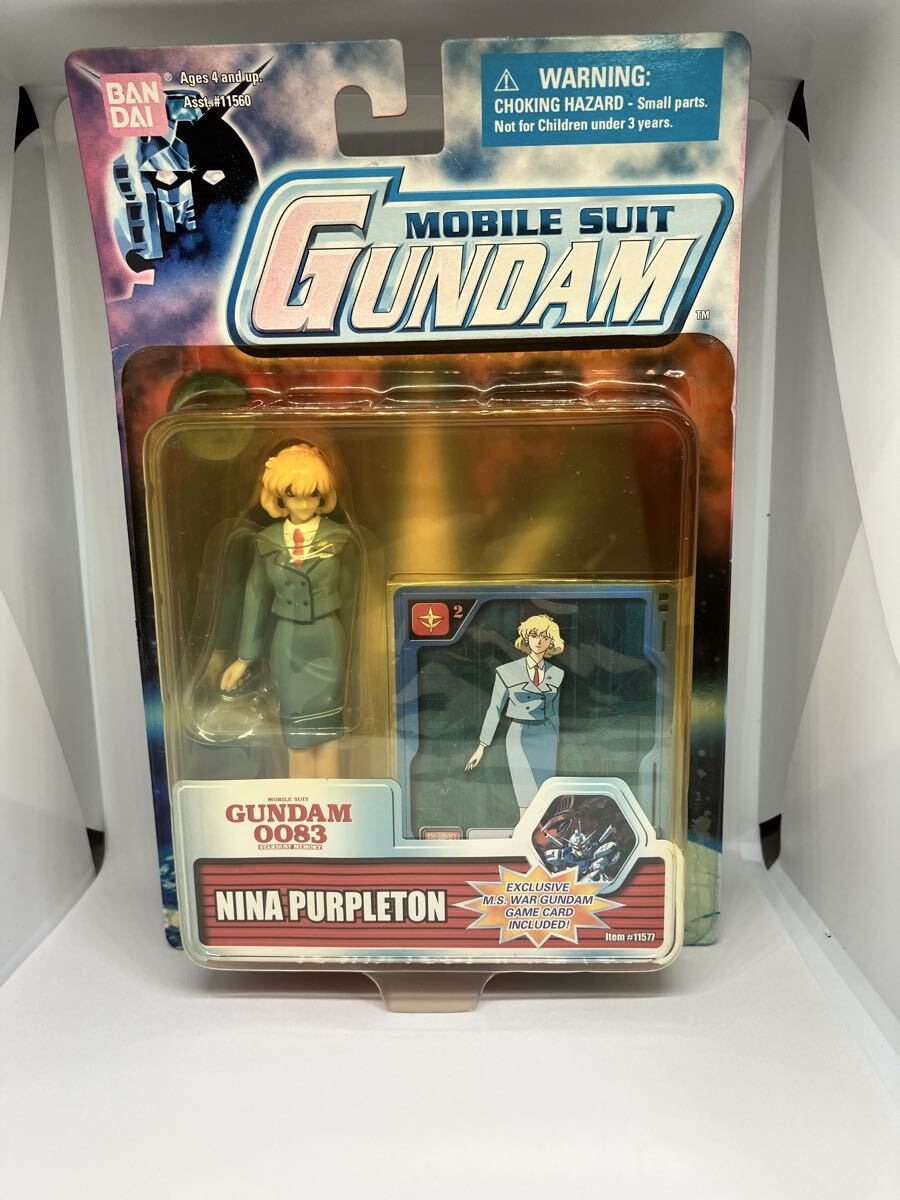 BAN
DAI
®
Ages 4 and up.
Asst. #11560
WARNING:
CHOKING HAZARD - Small parts.
Not for Children under 3 years.
MOBILE SUIT
GUNDAM
TM
2
MOBILE SUIT
GUNDAM
0083
STARDUST MEMORY
NINA PURPLETON
EXCLUSIVE
M.S. WAR GUNDAM
GAME CARD
INCLUDED!
Item #11577